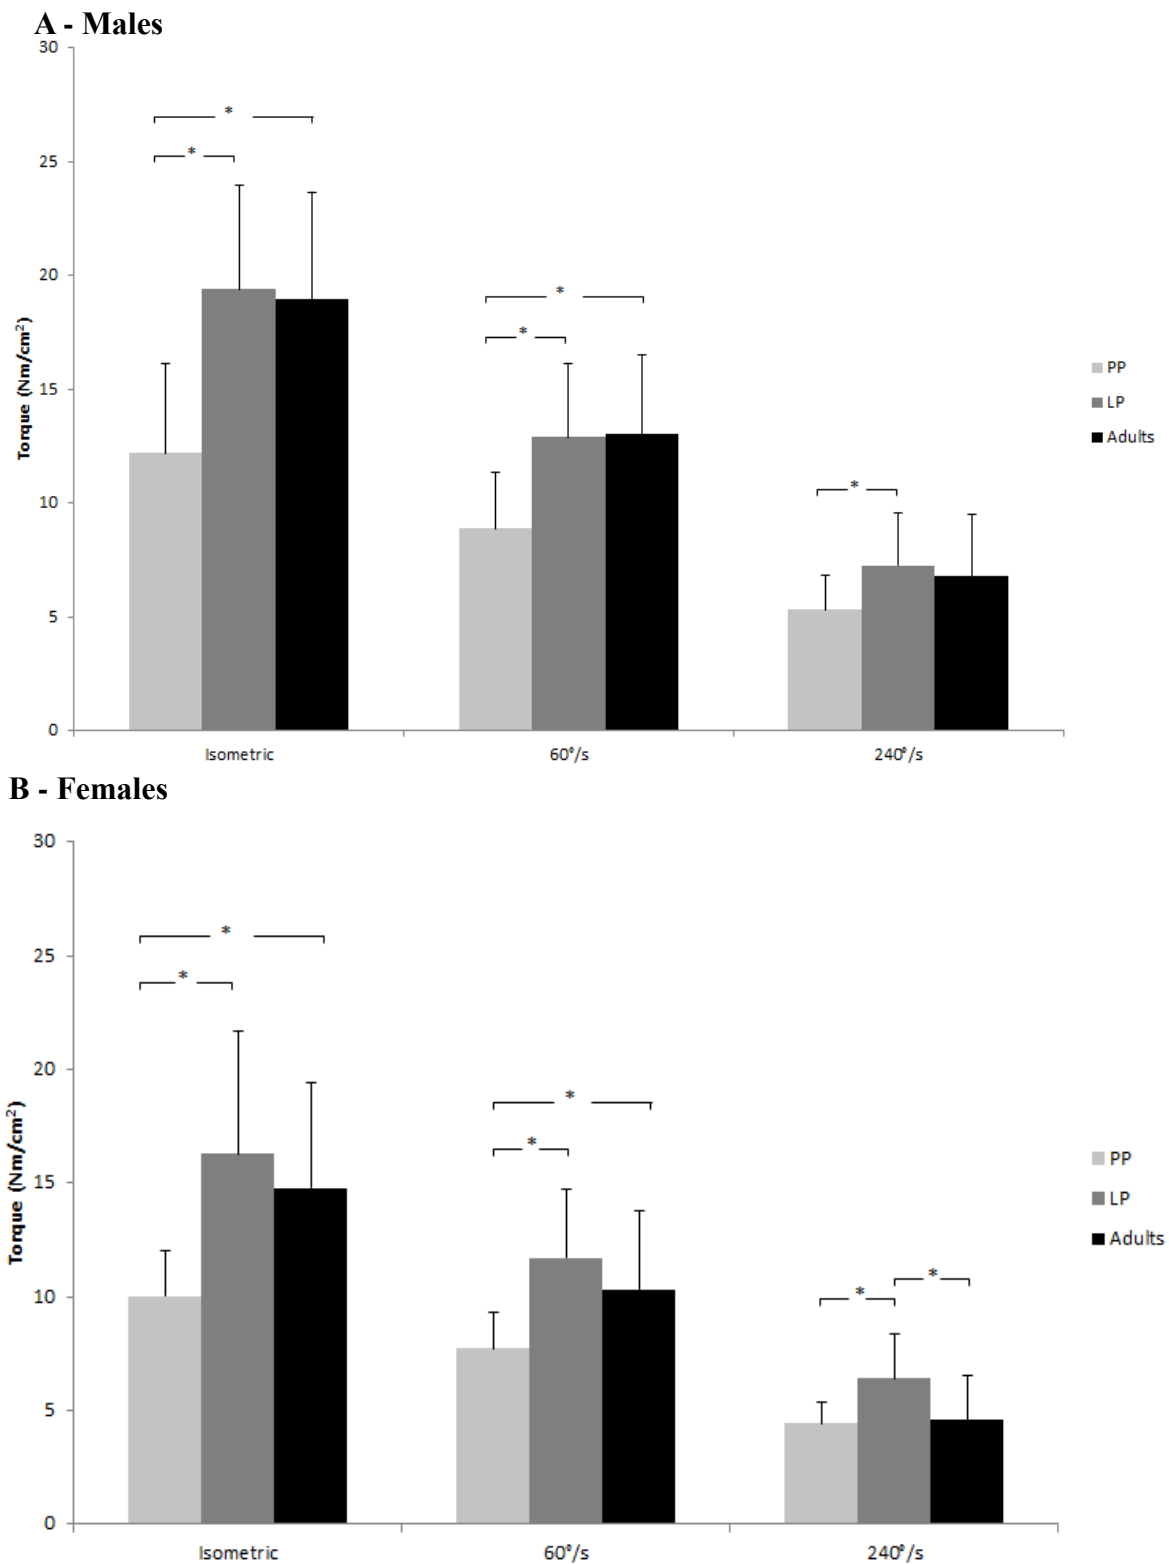 A - Males
30
*
*
25
20
*
*
15
10
*
5
0
Torque (Nm/cm²)
Isometric
60°/s
240°/s
PP
LP
Adults
B - Females
30
25
*
*
20
*
*
15
10
*
*
5
0
Torque (Nm/cm²)
Isometric
60°/s
240°/s
PP
LP
Adults